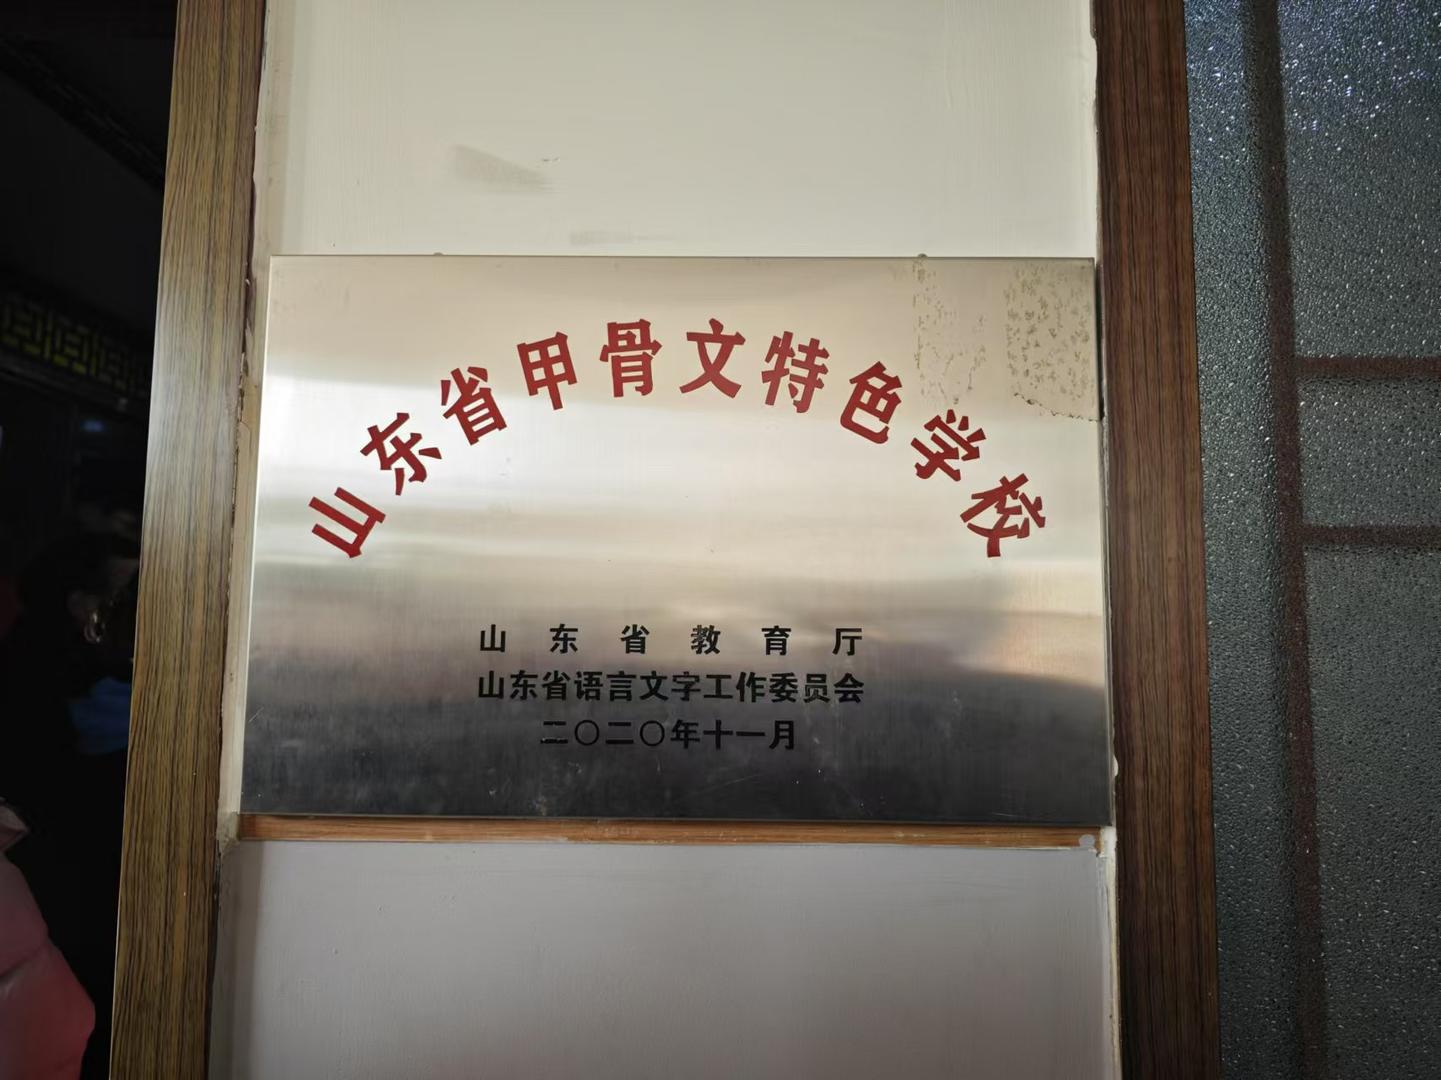 山东省甲骨文特色学校
山东省教育厅
山东省语言文字工作委员会
二〇二〇年十一月